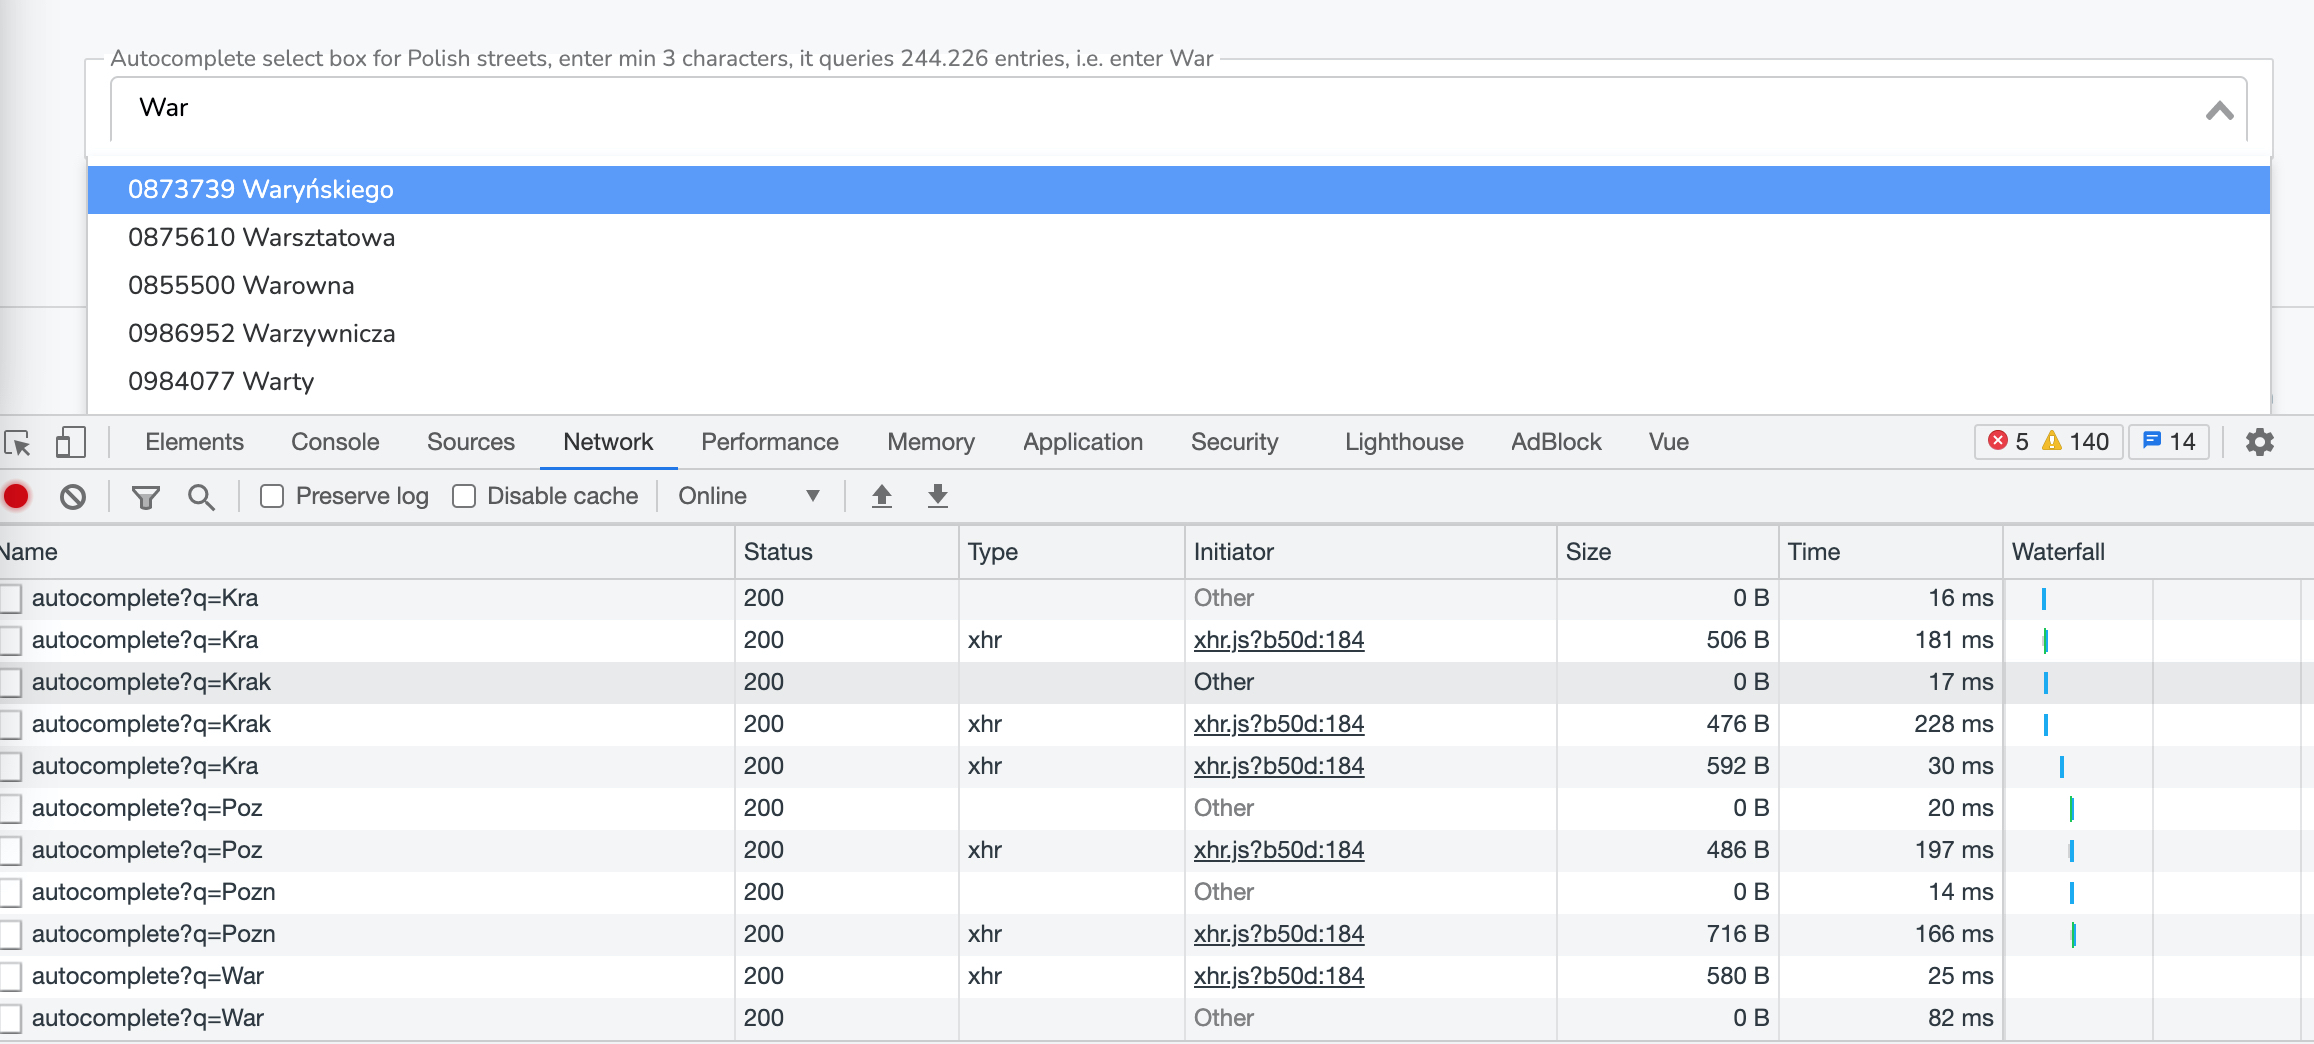 Autocomplete select box for Polish streets, enter min 3 characters, it queries 244.226 entries, i.e. enter War
War
0873739 Waryńskiego
0875610 Warsztatowa
0855500 Warowna
0986952 Warzywnicza
0984077 Warty
Elements Console Sources Network Performance Memory Application Security Lighthouse AdBlock Vue 5 140 14
Preserve log Disable cache Online
Name Status Type Initiator Size Time Waterfall
autocomplete?q=Kra 200 Other 0 B 16 ms
autocomplete?q=Kra 200 xhr xhr.js?b50d:184 506 B 181 ms
autocomplete?q=Krak 200 Other 0 B 17 ms
autocomplete?q=Krak 200 xhr xhr.js?b50d:184 476 B 228 ms
autocomplete?q=Kra 200 xhr xhr.js?b50d:184 592 B 30 ms
autocomplete?q=Poz 200 Other 0 B 20 ms
autocomplete?q=Poz 200 xhr xhr.js?b50d:184 486 B 197 ms
autocomplete?q=Pozn 200 Other 0 B 14 ms
autocomplete?q=Pozn 200 xhr xhr.js?b50d:184 716 B 166 ms
autocomplete?q=War 200 xhr xhr.js?b50d:184 580 B 25 ms
autocomplete?q=War 200 Other 0 B 82 ms